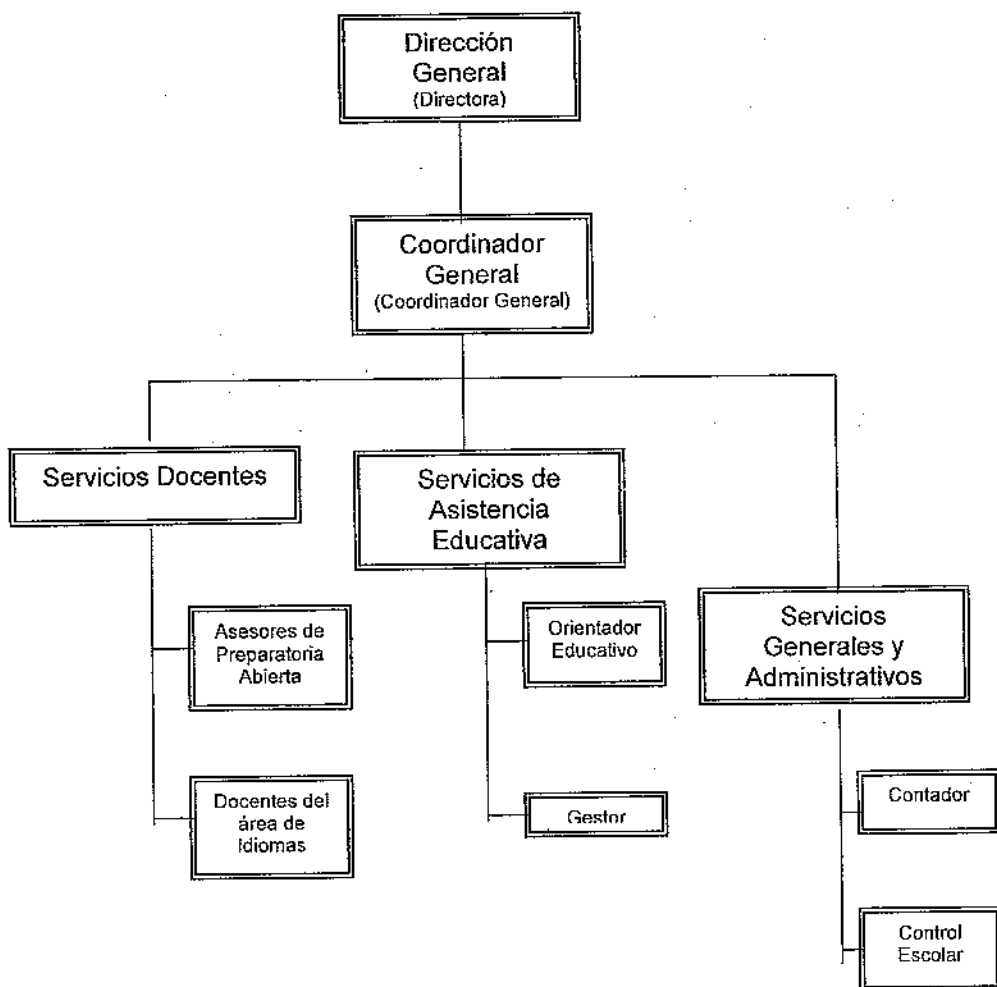 Dirección
General
(Directora)
Coordinador
General
(Coordinador General)
Servicios Docentes
Servicios de
Asistencia
Educativa
Servicios
Generales y
Administrativos
Asesores de
Preparatoria
Abierta
Orientador
Educativo
Docentes del
área de
Idiomas
Gestor
Contador
Control
Escolar